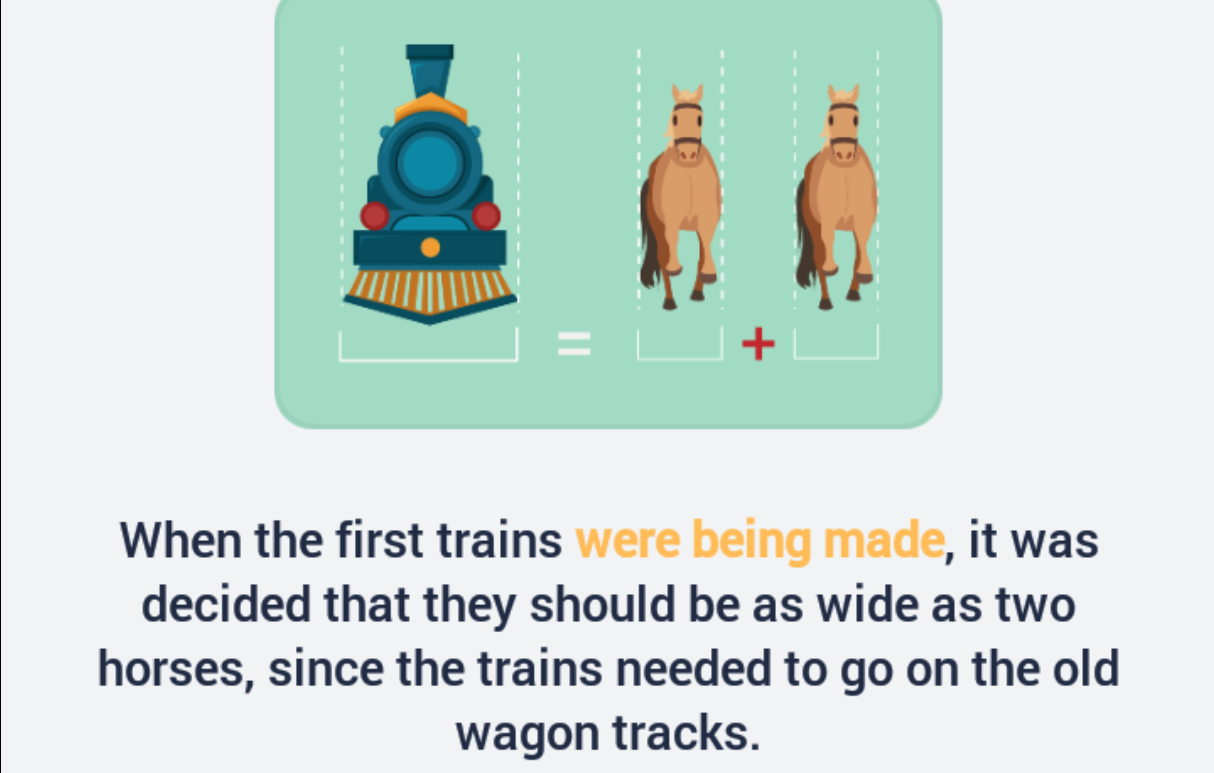 When the first trains were being made, it was
decided that they should be as wide as two
horses, since the trains needed to go on the old
wagon tracks.